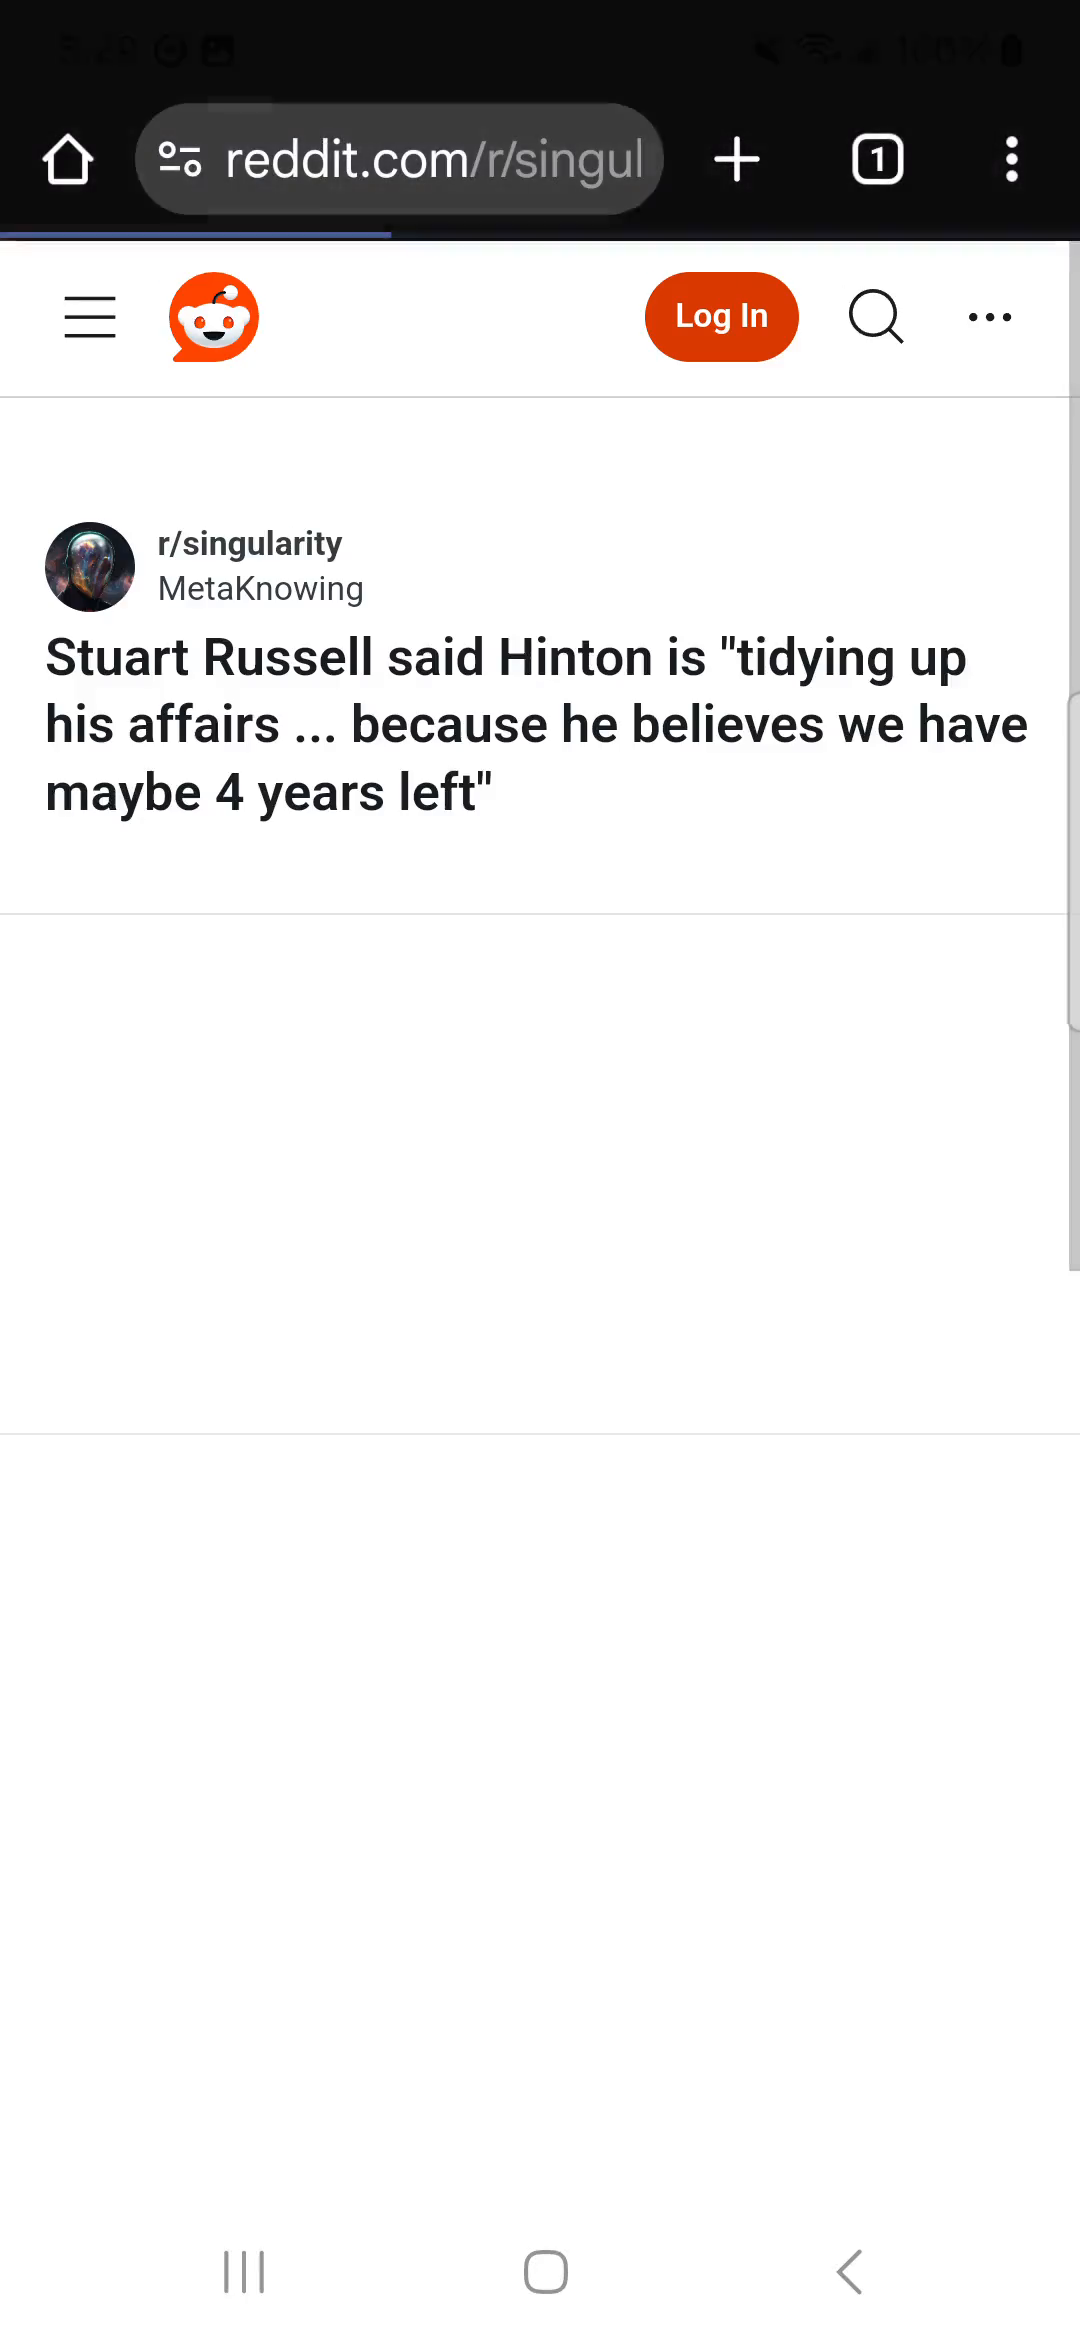 reddit.com/r/singul
1
Log In
r/singularity
MetaKnowing
Stuart Russell said Hinton is "tidying up
his affairs ... because he believes we have
maybe 4 years left"